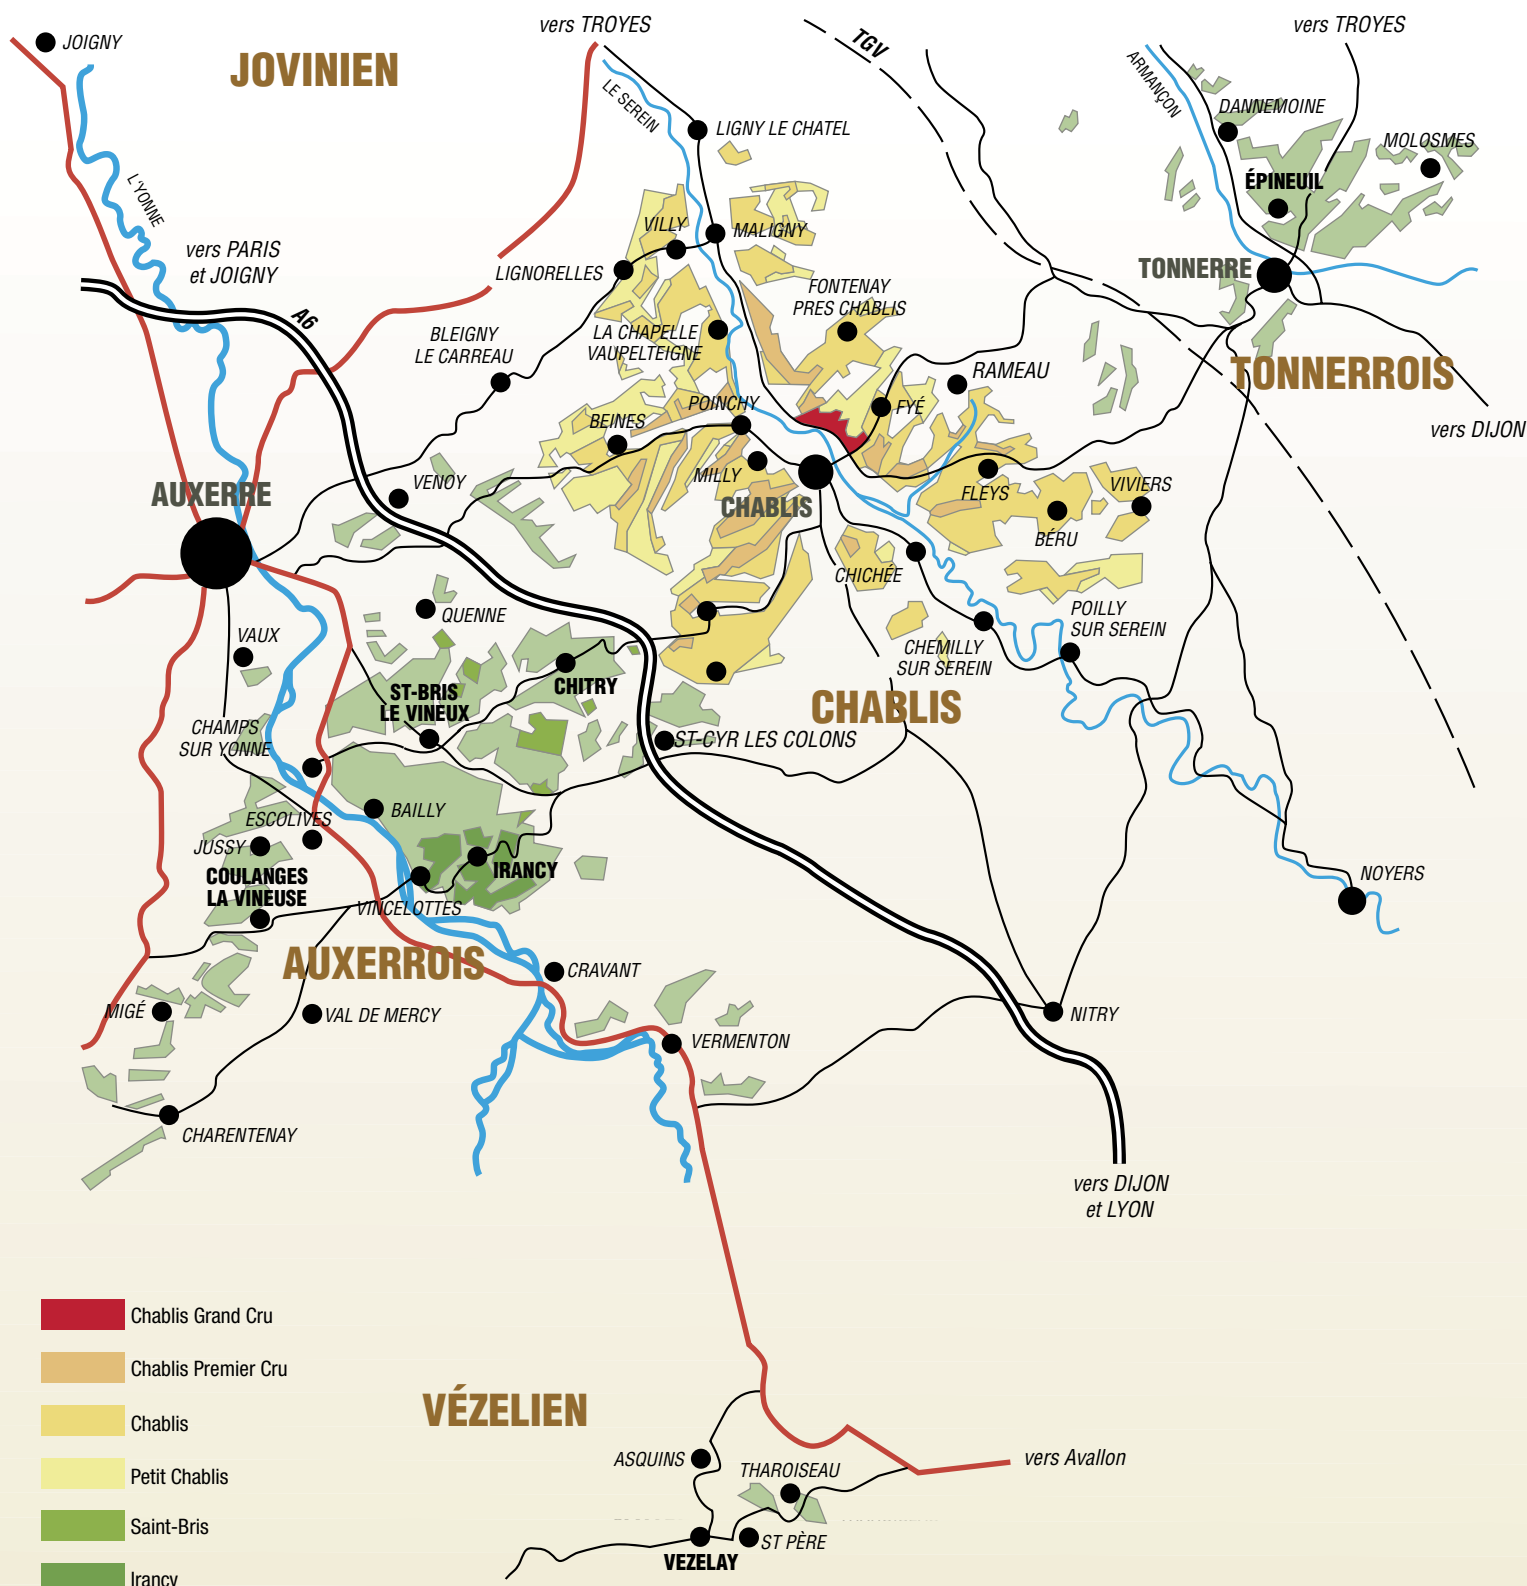 vers TROYES
vers TROYES
TGV
JOIGNY
JOVINIEN
ARMANÇON
LE SEREIN
DANNEMOINE
LIGNY LE CHATEL
MOLOSMES
ÉPINEUIL
L'YONNE
VILLY
MALIGNY
vers PARIS
et JOIGNY
LIGNORELLES
TONNERRE
FONTENAY
PRES CHABLIS
A6
BLEIGNY
LE CARREAU
LA CHAPELLE
VAUPELTEIGNE
RAMEAU
TONNERROIS
POINCHY
FYÉ
BEINES
vers DIJON
MILLY
VENOY
AUXERRE
FLEYS
VIVIERS
CHABLIS
BÉRU
CHICHÉE
QUENNE
POILLY
SUR SEREIN
VAUX
CHEMILLY
SUR SEREIN
CHITRY
ST-BRIS
LE VINEUX
CHABLIS
CHAMPS
SUR YONNE
ST-CYR LES COLONS
BAILLY
ESCOLIVES
JUSSY
IRANCY
NOYERS
COULANGES
LA VINEUSE
VINCELOTTES
AUXERROIS
CRAVANT
MIGÉ
VAL DE MERCY
NITRY
VERMENTON
CHARENTENAY
vers DIJON
et LYON
Chablis Grand Cru
Chablis Premier Cru
Chablis
Petit Chablis
Saint-Bris
Irancy
VÉZELIEN
ASQUINS
THAROISEAU
vers Avallon
ST PÈRE
VEZELAY